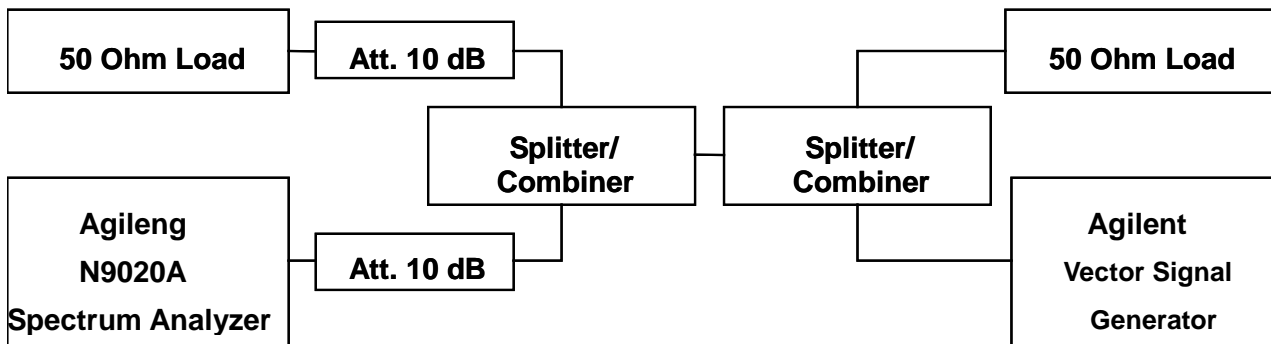 50 Ohm Load
Att. 10 dB
50 Ohm Load
Splitter/
Combiner
Splitter/
Combiner
Agileng
N9020A
Spectrum Analyzer
Att. 10 dB
Agilent
Vector Signal
Generator